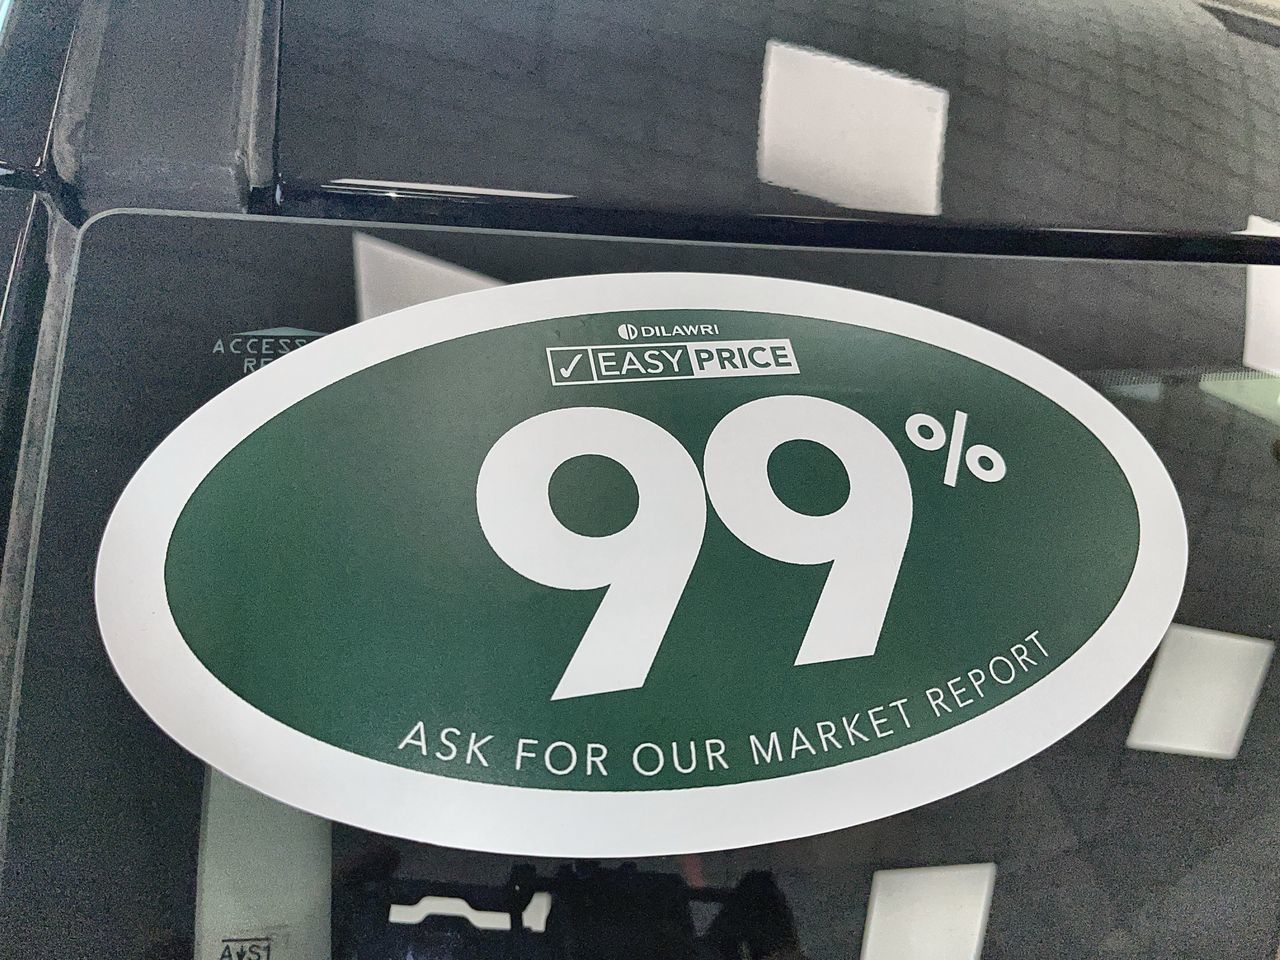 DILAWRI
✓ EASY PRICE
99%
ASK FOR OUR MARKET REPORT